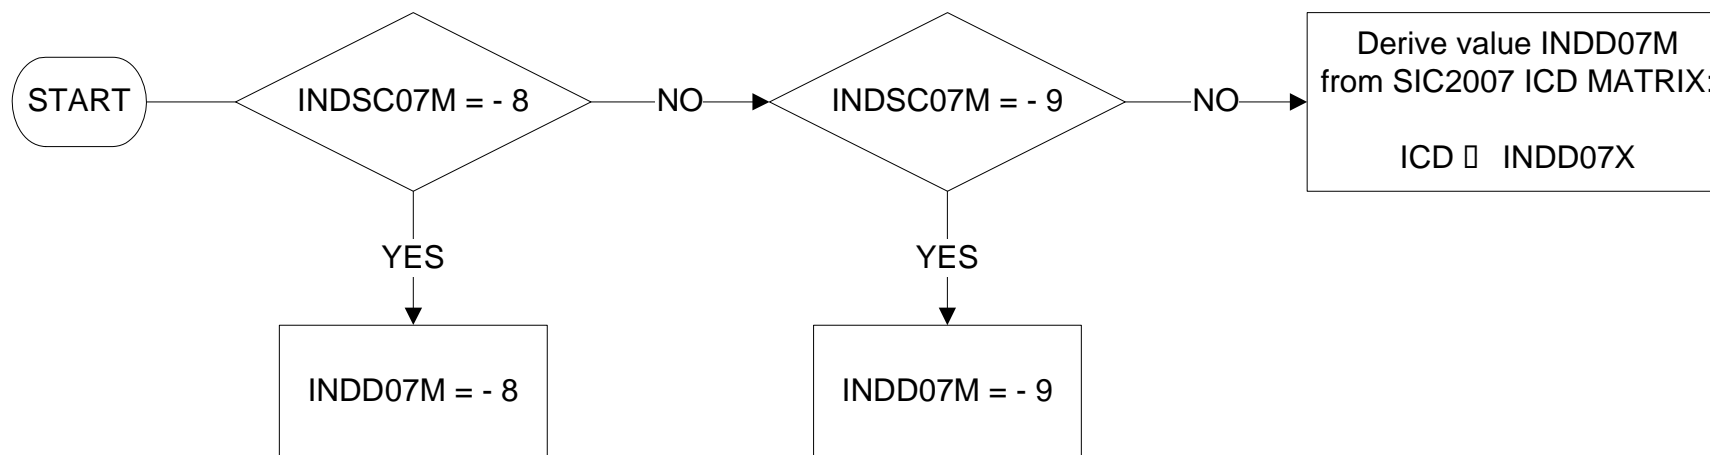 START
INDSC07M = - 8
NO
INDSC07M = - 9
NO
Derive value INDD07M
from SIC2007 ICD MATRIX:
ICD ▯ INDD07X
YES
YES
INDD07M = - 8
INDD07M = - 9